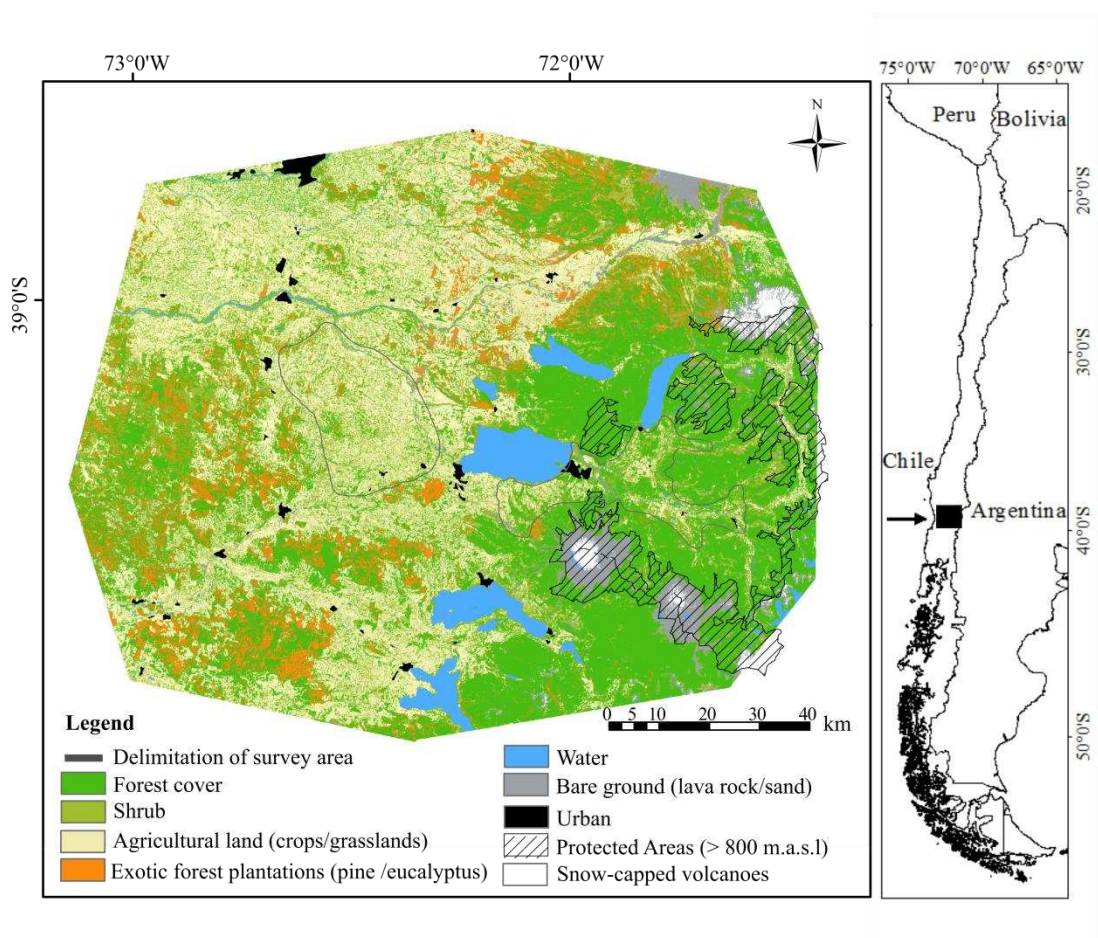 73°0'W
72°0'W
39°0'S
N
Legend
Delimitation of survey area
Forest cover
Shrub
Agricultural land (crops/grasslands)
Exotic forest plantations (pine /eucalyptus)
0 5 10 20 30 40 km
Water
Bare ground (lava rock/sand)
Urban
Protected Areas (> 800 m.a.s.l)
Snow-capped volcanoes
75°0'W 70°0'W 65°0'W
Peru Bolivia
20°0'S
30°0'S
Chile
Argentina
40°0'S
50°0'S